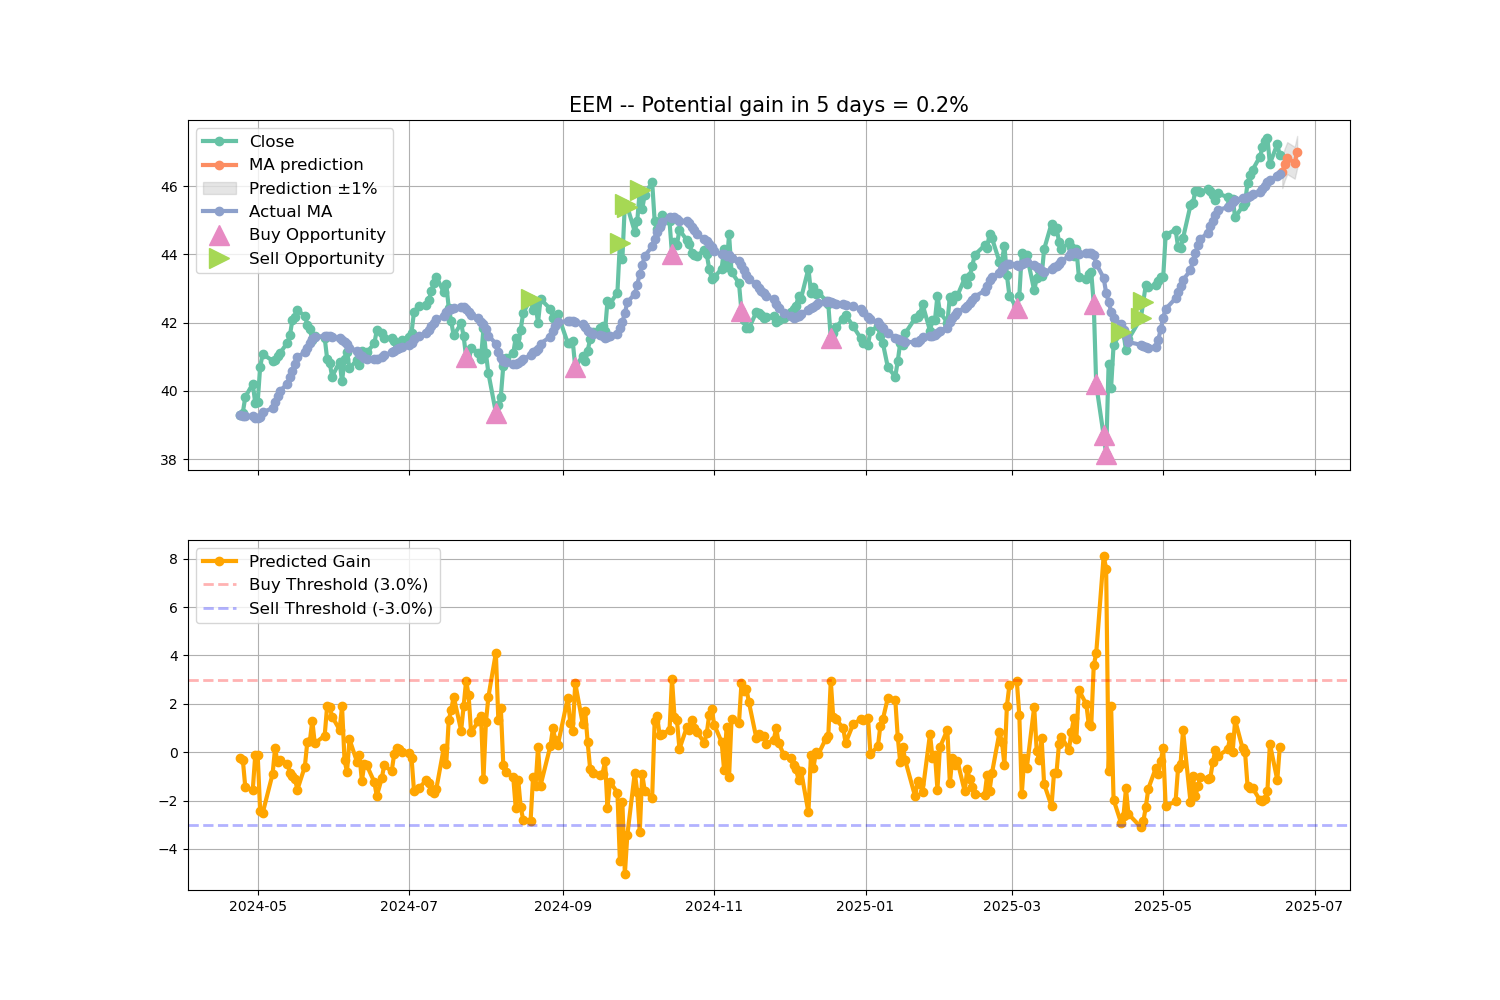 EEM -- Potential gain in 5 days = 0.2%
Close
MA prediction
Prediction ±1%
Actual MA
Buy Opportunity
Sell Opportunity
46
44
42
40
38
Predicted Gain
Buy Threshold (3.0%)
Sell Threshold (-3.0%)
8
6
4
2
0
−2
−4
2024-05 2024-07 2024-09 2024-11 2025-01 2025-03 2025-05 2025-07